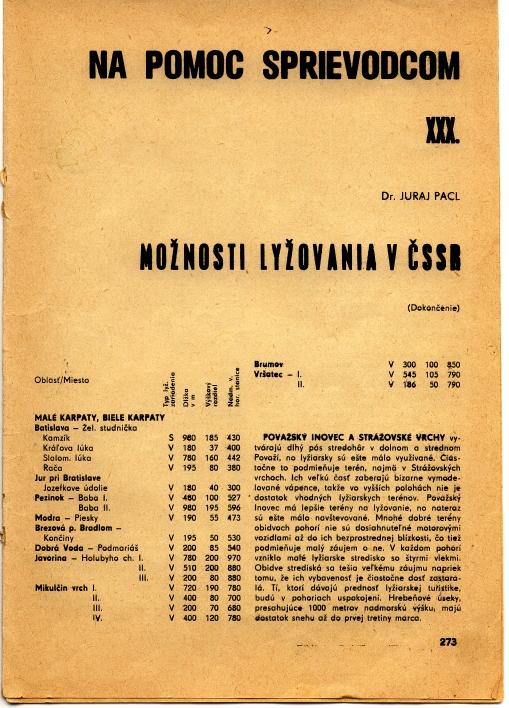 NA POMOC SPRIEVODCOM
XXX.
Dr. JURAJ PACL
MOŽNOSTI LYŽOVANIA V ČSSR
(Dokončenie)
Oblasť/Miesto
Typ lyž. zariadenie
Dĺžka v m
Výškový rozdiel
Nadm. v. hor. stanice
MALÉ KARPATY, BIELE KARPATY
Batislava – Žel. studnička
Kamzík S 980 185 430
Kráľova lúka V 180 37 400
Slalom. lúka V 780 160 442
Rača V 195 80 380
Jur pri Bratislave
Jozefkove údolie V 180 40 300
Pezinok – Baba I. V 480 100 527
Baba II. V 980 195 596
Modra – Piesky V 190 55 473
Brezová p. Bradlom –
Končiny V 195 50 530
Dobrá Voda – Podmariáš V 200 85 540
Javorina – Holubyho ch. I. V 780 200 970
II. V 510 200 880
III. V 200 80 880
Mikulčin vrch I. V 720 190 780
II. V 400 80 700
III. V 200 70 680
IV. V 400 120 780
Brumov V 300 100 850
Vršatec – I. V 545 105 790
II. V 186 50 790
POVAŽSKÝ INOVEC A STRÁŽOVSKÉ VRCHY vy-
tvárajú dlhý pás stredohôr v dolnom a strednom
Považí, no lyžiarsky sú ešte málo využívané. Čias-
točne to podmieňuje terén, najmä v Strážovských
vrchoch. Ich veľkú časť zaberajú bizarne vymode-
lované vápence, takže vo vyšších polohách nie je
dostatok vhodných lyžiarskych terénov. Považský
Inovec má lepšie terény na lyžovanie, no nateraz
sú ešte málo navštevované. Mnohé dobré terény
obidvoch pohorí nie sú dosiahnuteľné motorovými
vozidlami až do ich bezprostrednej blízkosti, čo tiež
podmieňuje malý záujem o ne. V každom pohorí
vzniklo malé lyžiarske stredisko so štyrmi vlekmi.
Obidve strediská sa tešia veľkému záujmu napriek
tomu, že ich vybavenosť je čiastočne dosť zastara-
lá. Tí, ktorí dávajú prednosť lyžiarskej turistike,
budú v pohoriach uspokojení. Hrebeňové úseky,
presahujúce 1000 metrov nadmorskú výšku, majú
dostatok snehu až do prvej tretiny marca.
273